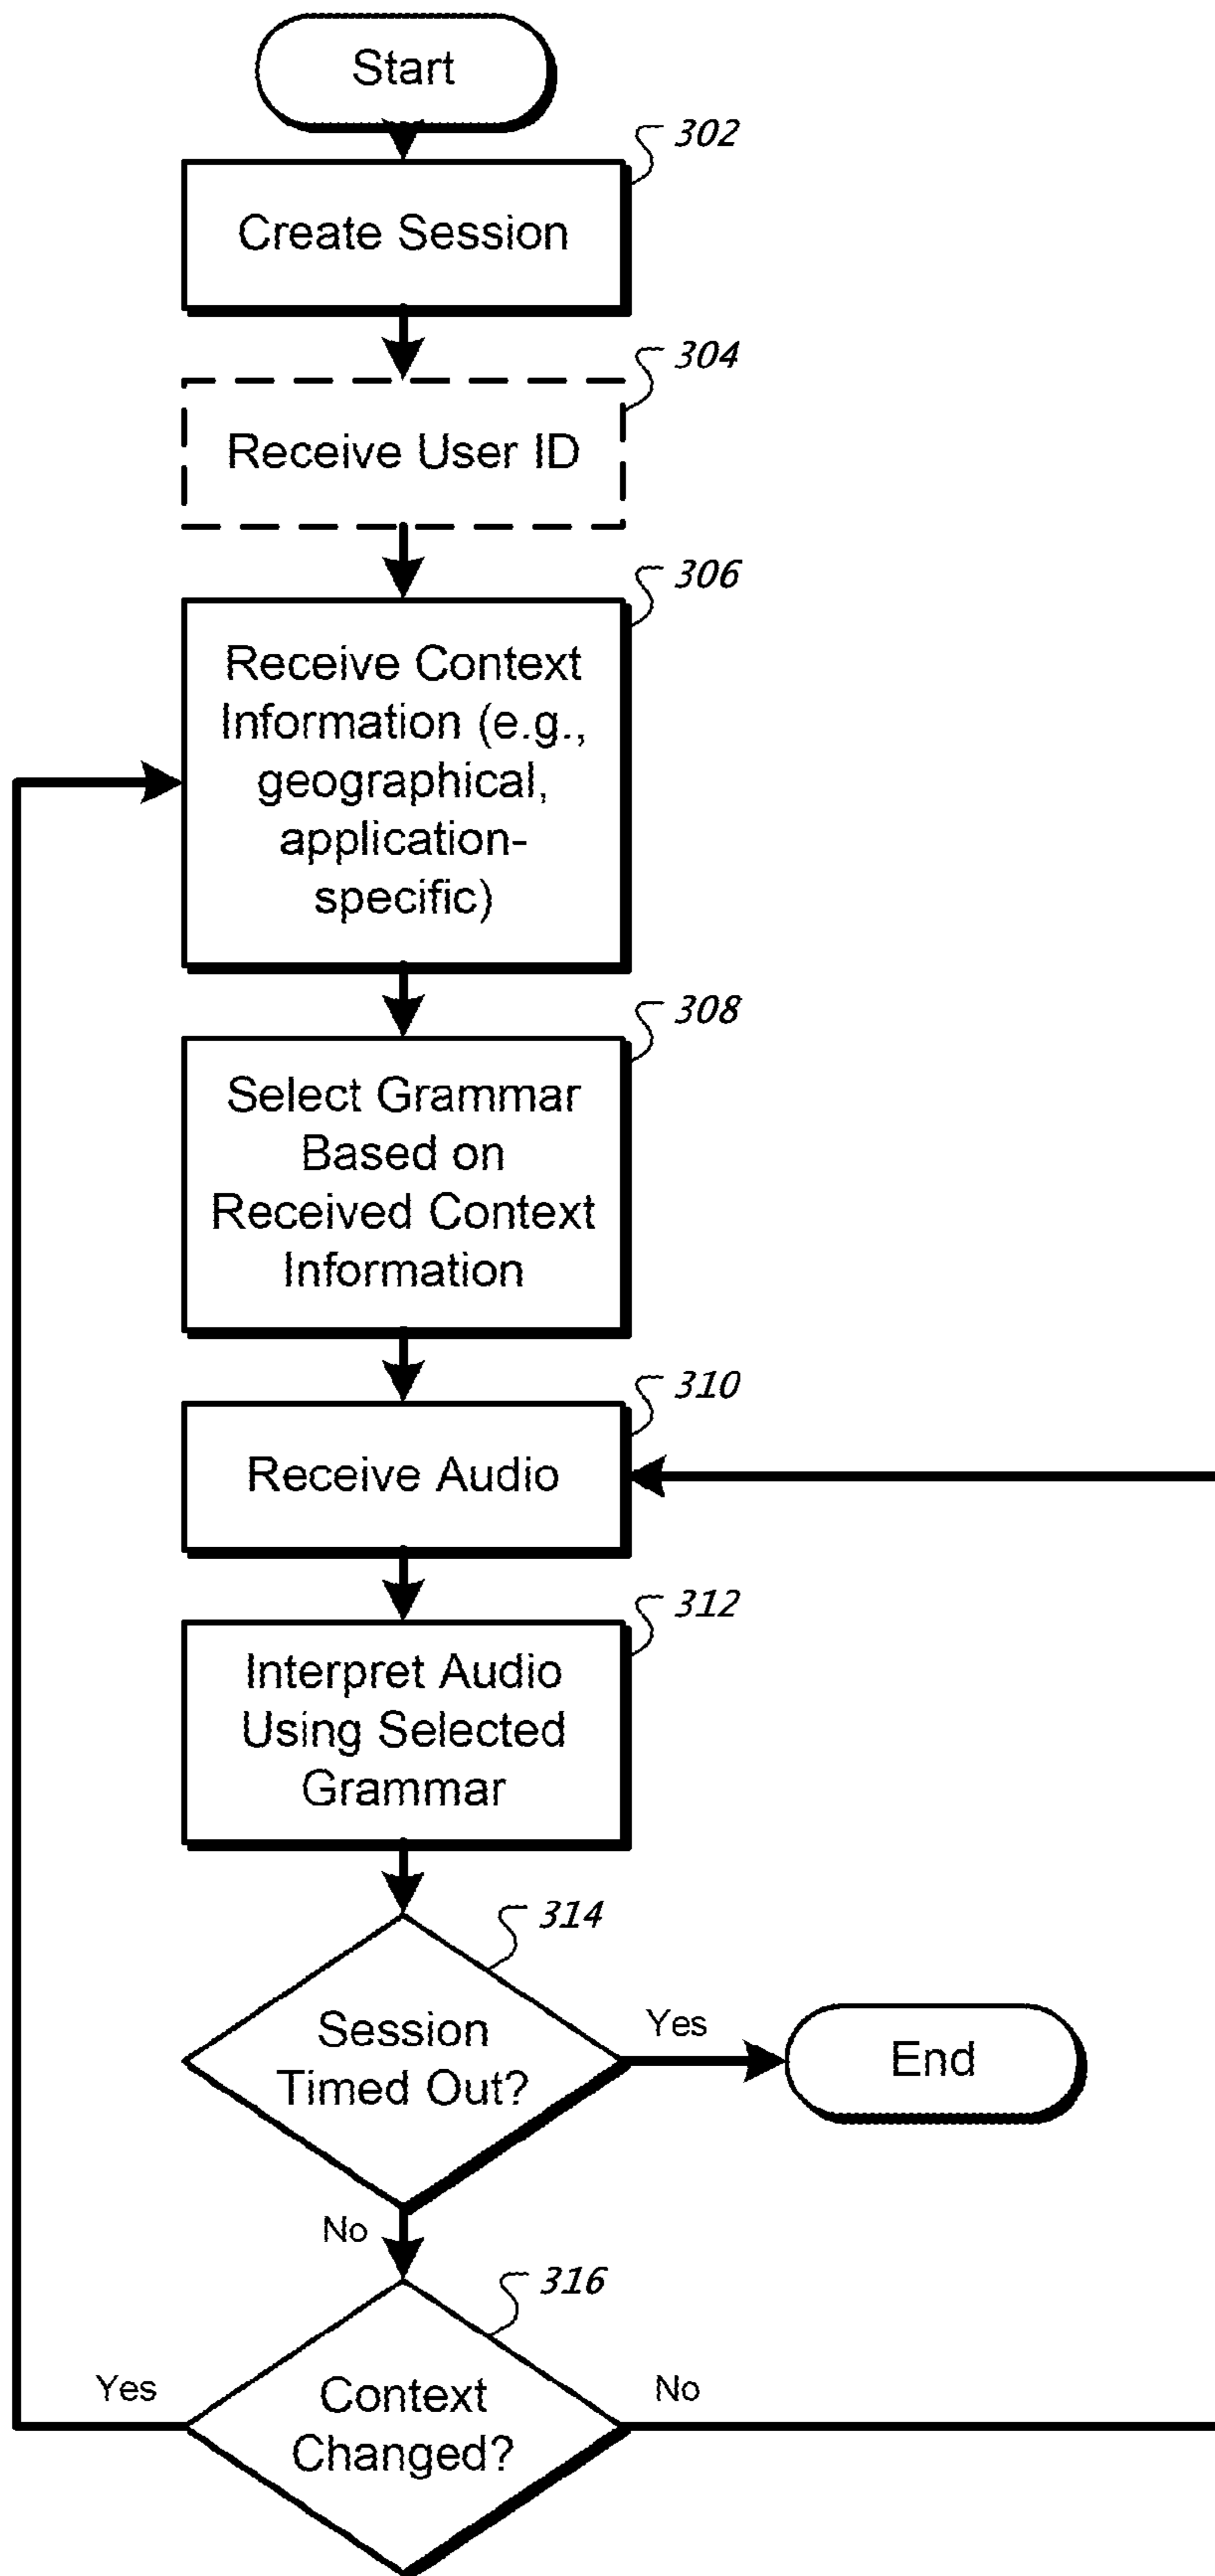 Start
302
Create Session
304
Receive User ID
306
Receive Context
Information (e.g.,
geographical,
application-
specific)
308
Select Grammar
Based on
Received Context
Information
310
Receive Audio
312
Interpret Audio
Using Selected
Grammar
314
Session
Timed Out?
Yes
End
No
316
Yes
Context
Changed?
No